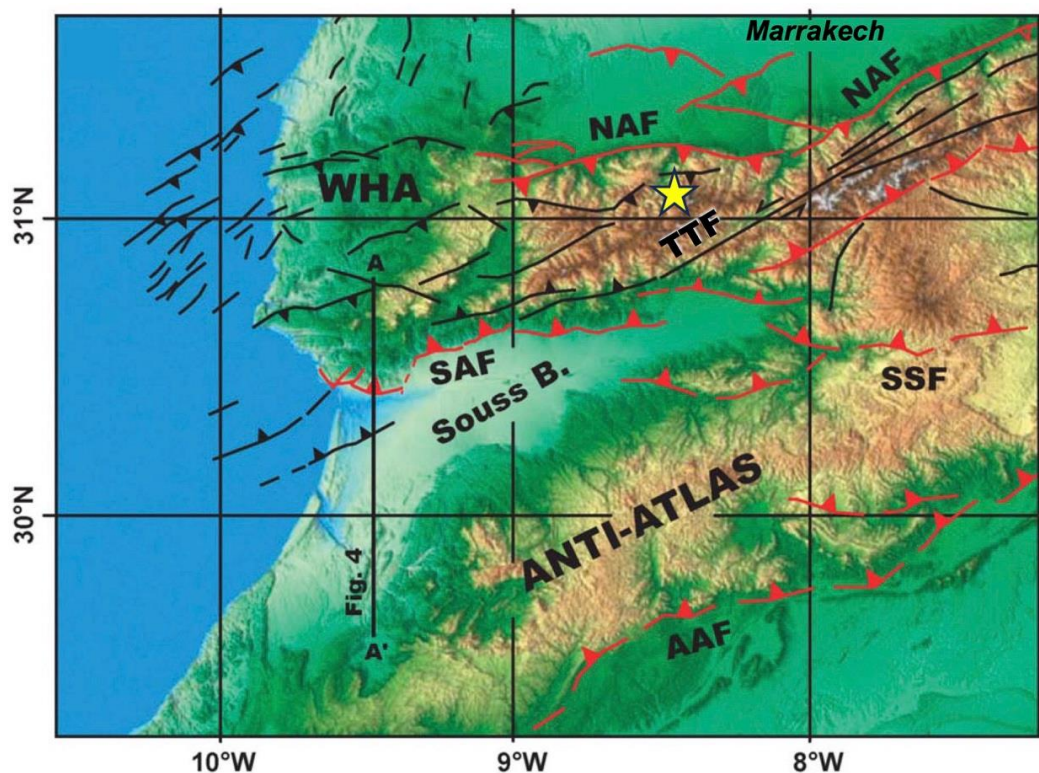 Marrakech
NAF
NAF
WHA
31°N
TTF
A
SAF
SSF
Souss B.
30°N
ANTI-ATLAS
Fig. 4
A'
AAF
10°W
9°W
8°W